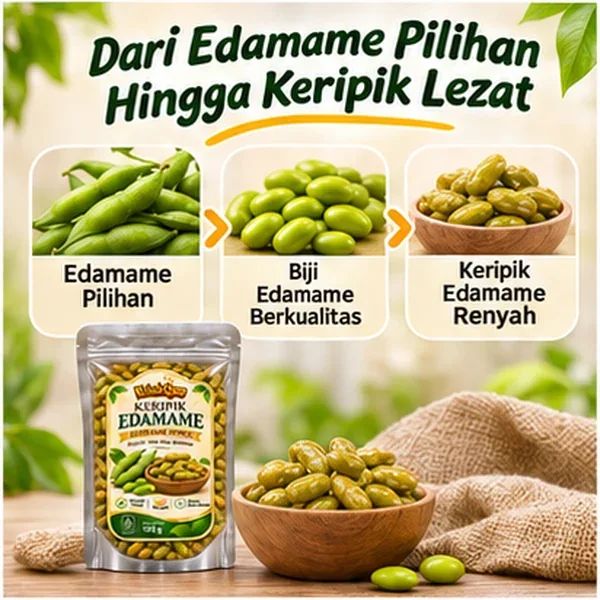 Dari Edamame Pilihan
Hingga Keripik Lezat
Edamame
Pilihan
Biji
Edamame
Berkualitas
Keripik
Edamame
Renyah
KERIPIK
EDAMAME